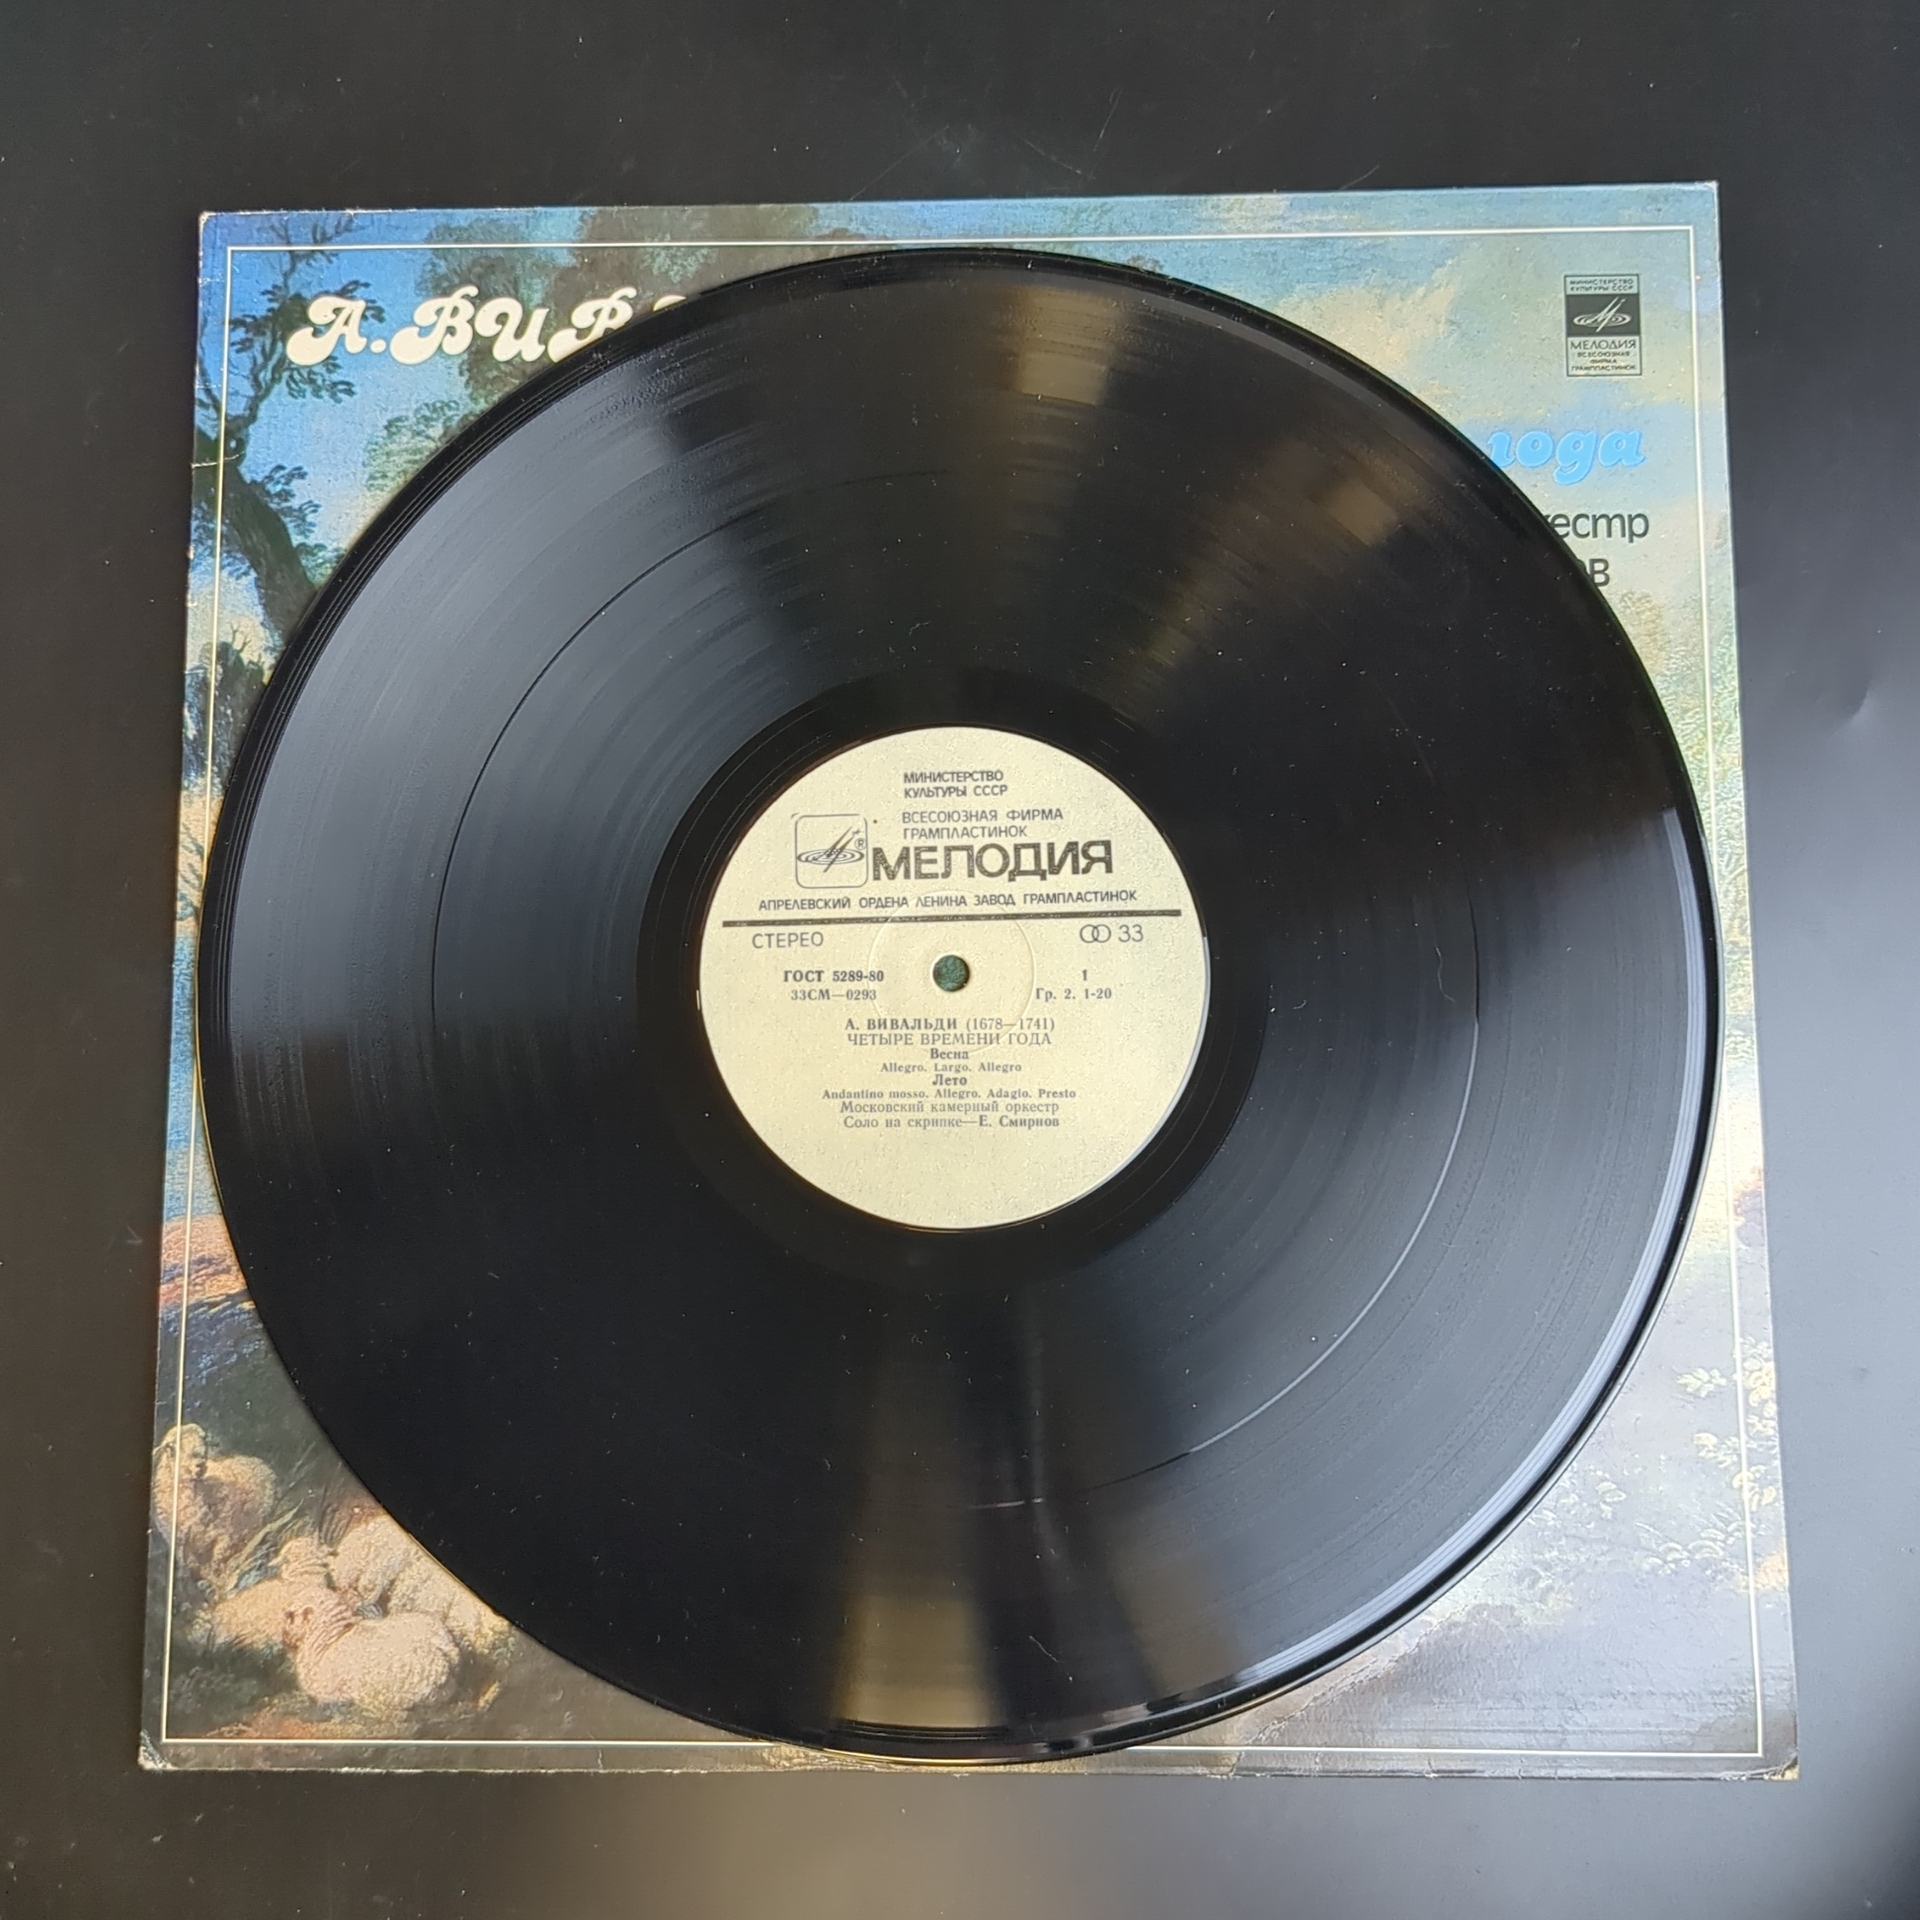 А.ВИВ
МИНИСТЕРСТВО
КУЛЬТУРЫ СССР
МЕЛОДИЯ
ВСЕСОЮЗНАЯ
ФИРМА
ГРАМПЛАСТИНОК
года
кестр
ов
МИНИСТЕРСТВО
КУЛЬТУРЫ СССР
ВСЕСОЮЗНАЯ ФИРМА
ГРАМПЛАСТИНОК
®МЕЛОДИЯ
АПРЕЛЕВСКИЙ ОРДЕНА ЛЕНИНА ЗАВОД ГРАМПЛАСТИНОК
СТЕРЕО 33
ГОСТ 5289-80 1
33СМ—0293 Гр. 2. 1-20
А. ВИВАЛЬДИ (1678—1741)
ЧЕТЫРЕ ВРЕМЕНИ ГОДА
Весна
Allegro. Largo. Allegro
Лето
Andantino mosso. Allegro. Adagio. Presto
Московский камерный оркестр
Соло на скрипке—Е. Смирнов